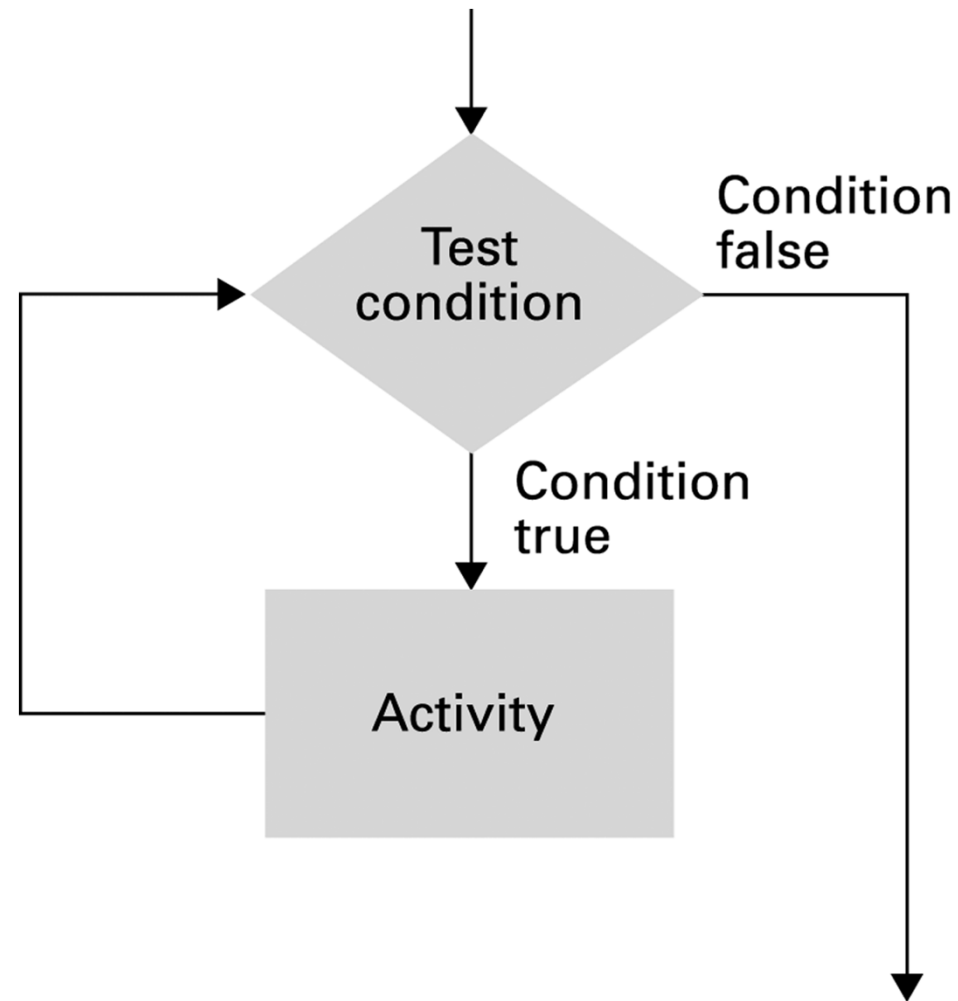 Test
condition
Condition
false
Condition
true
Activity